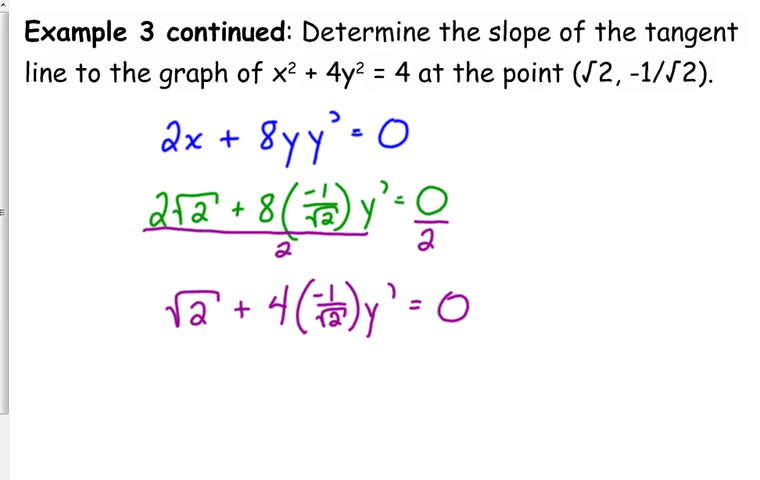 Example 3 continued: Determine the slope of the tangent
line to the graph of x² + 4y² = 4 at the point (√2, -1/√2).
2x + 8yy' = 0
2√2 + 8(-1/√2)y' = 0
2 2
√2 + 4(-1/√2)y' = 0